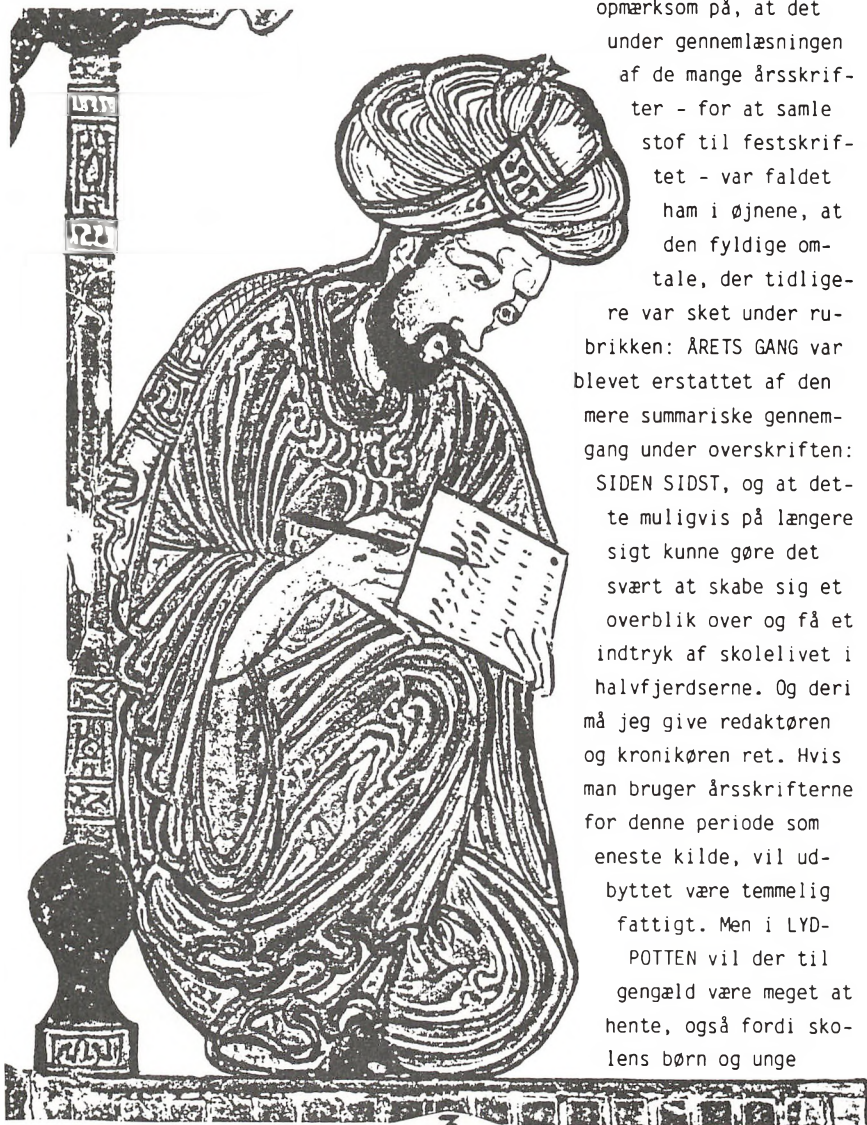 opmærksom på, at det
under gennemlæsningen
af de mange årsskrif-
ter - for at samle
stof til festskrif-
tet - var faldet
ham i øjnene, at
den fyldige om-
tale, der tidlige-
re var sket under ru-
brikken: ÅRETS GANG var
blevet erstattet af den
mere summariske gennem-
gang under overskriften:
SIDEN SIDST, og at det-
te muligvis på længere
sigt kunne gøre det
svært at skabe sig et
overblik over og få et
indtryk af skolelivet i
halvfjerdserne. Og deri
må jeg give redaktøren
og kronikøren ret. Hvis
man bruger årsskrifterne
for denne periode som
eneste kilde, vil ud-
byttet være temmelig
fattigt. Men i LYD-
POTTEN vil der til
gengæld være meget at
hente, også fordi sko-
lens børn og unge
3